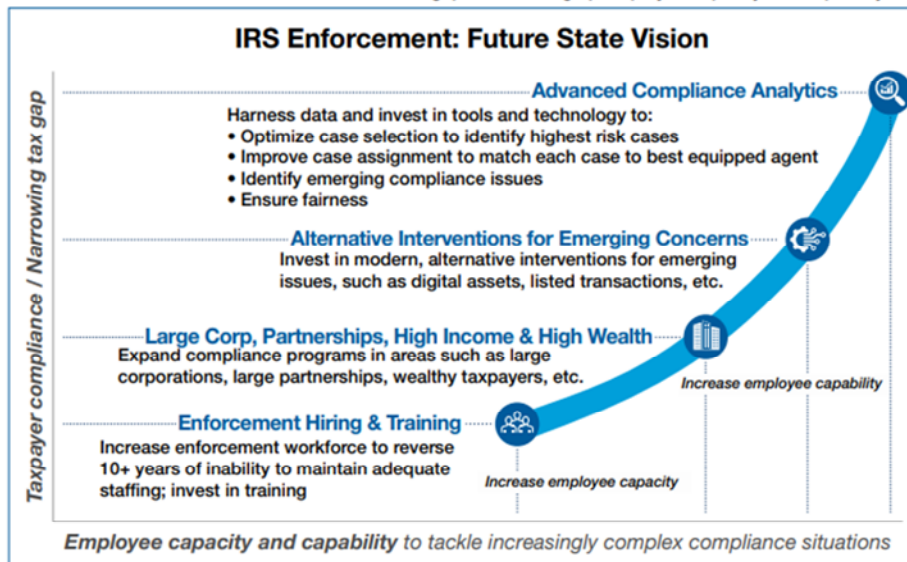 IRS Enforcement: Future State Vision
Advanced Compliance Analytics
Harness data and invest in tools and technology to:
• Optimize case selection to identify highest risk cases
• Improve case assignment to match each case to best equipped agent
• Identify emerging compliance issues
• Ensure fairness
Alternative Interventions for Emerging Concerns
Invest in modern, alternative interventions for emerging
issues, such as digital assets, listed transactions, etc.
Large Corp, Partnerships, High Income & High Wealth
Expand compliance programs in areas such as large
corporations, large partnerships, wealthy taxpayers, etc.
Increase employee capability
Enforcement Hiring & Training
Increase enforcement workforce to reverse
10+ years of inability to maintain adequate
staffing; invest in training
Increase employee capacity
Taxpayer compliance / Narrowing tax gap
Employee capacity and capability to tackle increasingly complex compliance situations